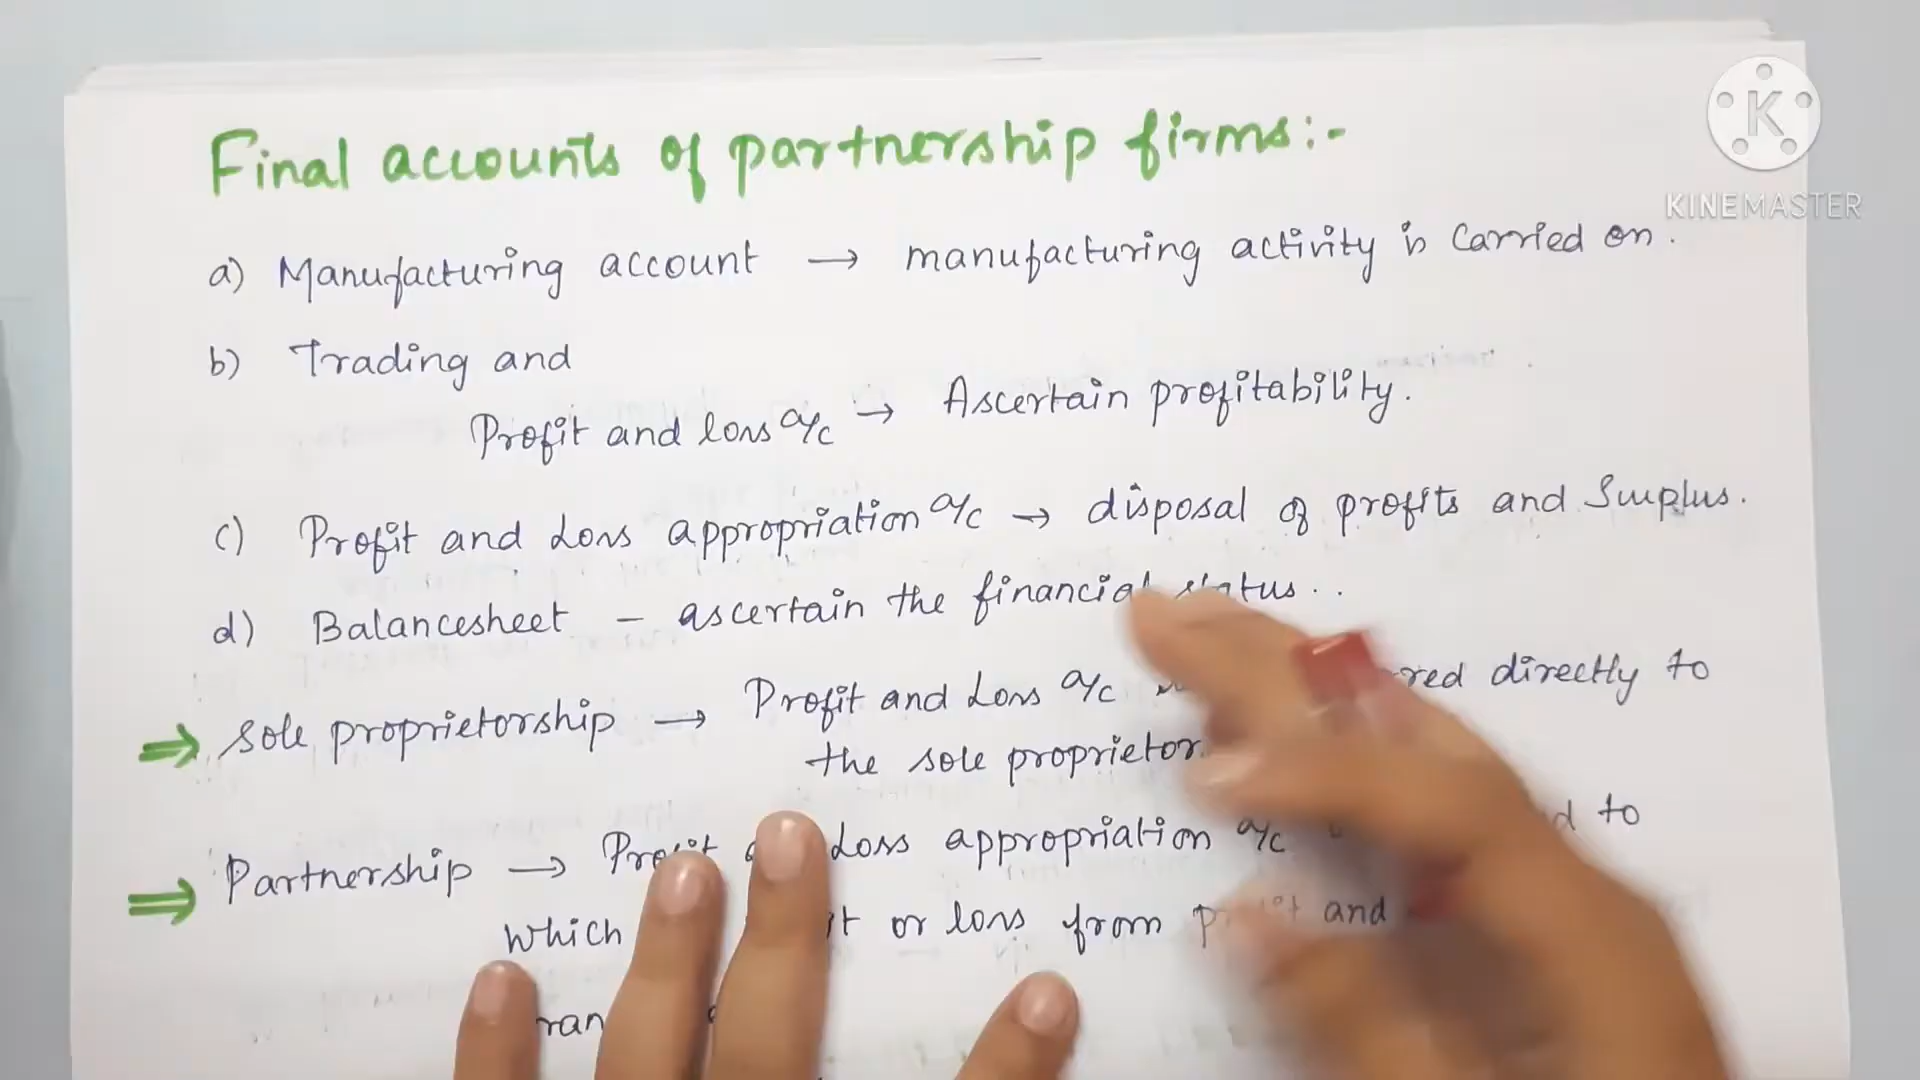 Final accounts of partnership firms:-
K
KINEMASTER
a) Manufacturing account → manufacturing activity is carried on.
b) Trading and
Profit and loss a/c → Ascertain profitability.
c) Profit and Loss appropriation a/c → disposal of profits and Surplus.
d) Balancesheet - ascertain the financial status..
⇒ Sole proprietorship → Profit and Loss a/c directly to
the sole proprietor.
⇒ Partnership → Loss appropriation a/c to
which or loss from and